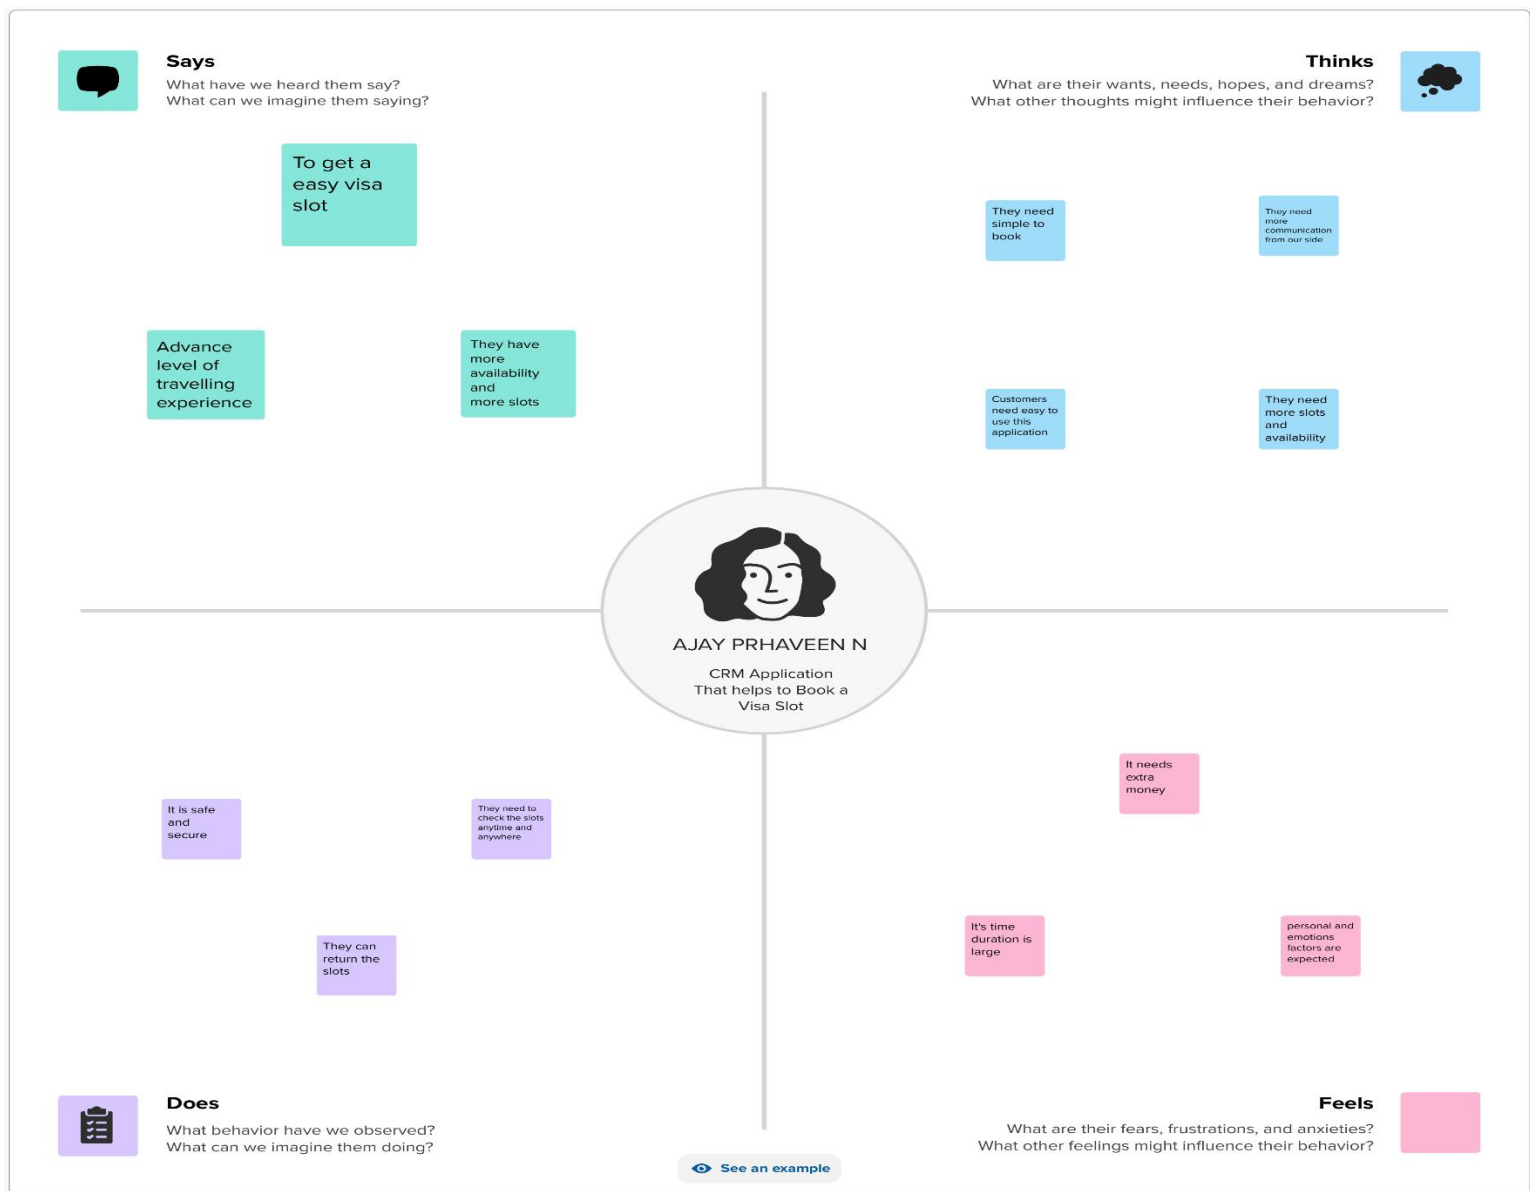 Says
What have we heard them say?
What can we imagine them saying?
To get a
easy visa
slot
Advance
level of
travelling
experience
They have
more
availability
and
more slots
Thinks
What are their wants, needs, hopes, and dreams?
What other thoughts might influence their behavior?
They need
simple to
book
They need
more
communication
from our side
Customers
need easy to
use this
application
They need
more slots
and
availability
AJAY PRHAVEEN N
CRM Application
That helps to Book a
Visa Slot
It is safe
and
secure
They need to
check the slots
anytime and
anywhere
They can
return the
slots
Does
What behavior have we observed?
What can we imagine them doing?
It needs
extra
money
It's time
duration is
large
personal and
emotions
factors are
expected
Feels
What are their fears, frustrations, and anxieties?
What other feelings might influence their behavior?
See an example